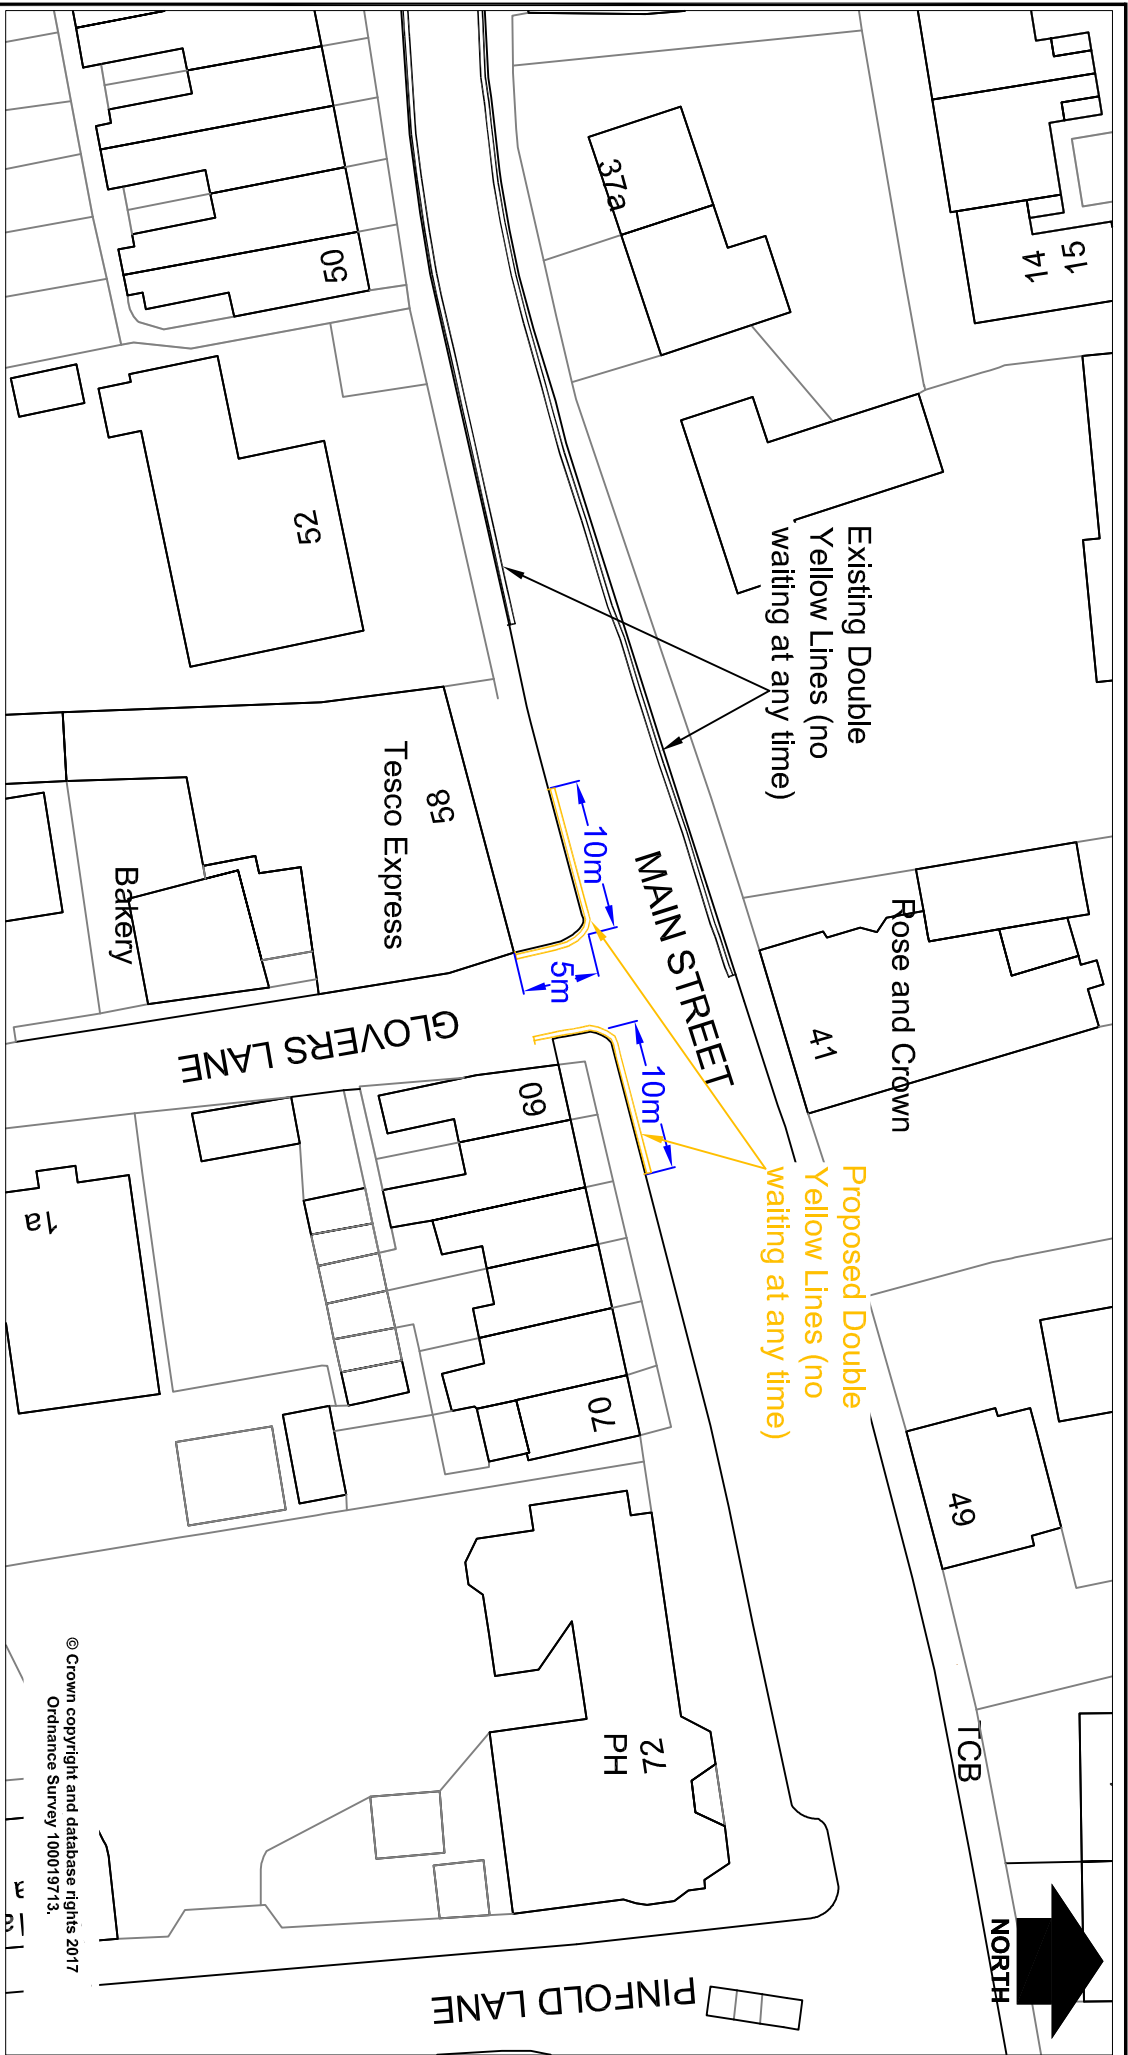 15
14
37a
50
52
Existing Double
Yellow Lines (no
waiting at any time)
Tesco Express
58
Bakery
10m
5m
10m
MAIN STREET
Rose and Crown
41
GLOVERS LANE
60
Proposed Double
Yellow Lines (no
waiting at any time)
1a
70
49
72
PH
TCB
NORTH
PINFOLD LANE
© Crown copyright and database rights 2017
Ordnance Survey 100019713.